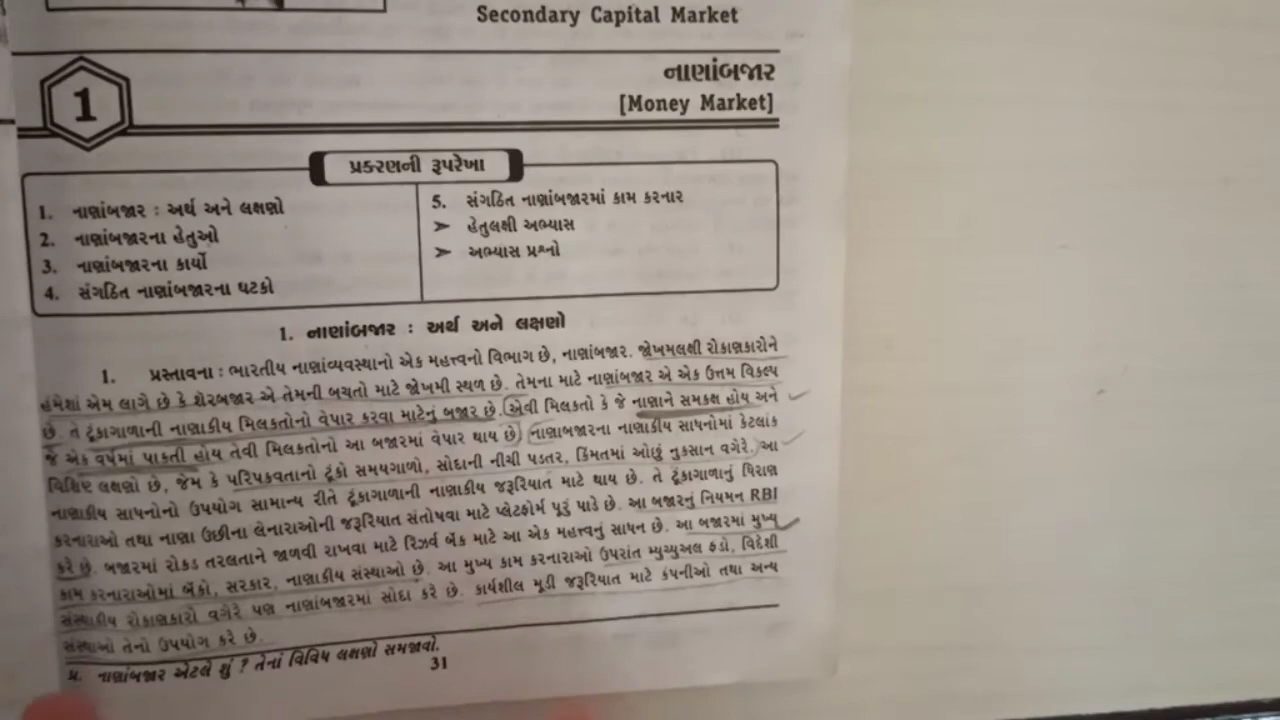 Secondary Capital Market
1
નાણાંબજાર
[Money Market]
પ્રકરણની રૂપરેખા
1. નાણાંબજાર : અર્થ અને લક્ષણો
2. નાણાંબજારના હેતુઓ
3. નાણાંબજારના કાર્યો
4. સંગઠિત નાણાંબજારના ઘટકો
5. સંગઠિત નાણાંબજારમાં કામ કરનાર
➤ હેતુલક્ષી અભ્યાસ
➤ અભ્યાસ પ્રશ્નો
1. નાણાંબજાર : અર્થ અને લક્ષણો
1. પ્રસ્તાવના : ભારતીય નાણાંવ્યવસ્થાનો એક મહત્ત્વનો વિભાગ છે, નાણાંબજાર. જોખમલક્ષી રોકાણકારોને
હંમેશાં એમ લાગે છે કે શેરબજાર એ તેમની બચતો માટે જોખમી સ્થળ છે. તેમના માટે નાણાંબજાર એ એક ઉત્તમ વિકલ્પ
છે. તે ટૂંકાગાળાની નાણાકીય મિલકતોનો વેપાર કરવા માટેનું બજાર છે. એવી મિલકતો કે જે નાણાને સમકક્ષ હોય અને
જે એક વર્ષમાં પાકતી હોય તેવી મિલકતોનો આ બજારમાં વેપાર થાય છે. નાણાબજારના નાણાકીય સાધનોમાં કેટલાંક
વિશિષ્ટ લક્ષણો છે, જેમ કે પરિપકવતાનો ટૂંકો સમયગાળો, સોદાની નીચી પડતર, કિંમતમાં ઓછું નુકસાન વગેરે. આ
નાણાકીય સાધનોનો ઉપયોગ સામાન્ય રીતે ટૂંકાગાળાની નાણાકીય જરૂરિયાત માટે થાય છે. તે ટૂંકાગાળાનું ધિરાણ
કરનારાઓ તથા નાણા ઉછીના લેનારાઓની જરૂરિયાત સંતોષવા માટે પ્લેટફોર્મ પૂરું પાડે છે. આ બજારનું નિયમન RBI
કરે છે. બજારમાં રોકડ તરલતાને જાળવી રાખવા માટે રિઝર્વ બેંક માટે આ એક મહત્ત્વનું સાધન છે. આ બજારમાં મુખ્ય
કામ કરનારાઓમાં બેંકો, સરકાર, નાણાકીય સંસ્થાઓ છે. આ મુખ્ય કામ કરનારાઓ ઉપરાંત મ્યુચ્યુઅલ ફંડો, વિદેશી
સંસ્થાકીય રોકાણકારો વગેરે પણ નાણાંબજારમાં સોદા કરે છે. કાર્યશીલ મૂડી જરૂરિયાત માટે કંપનીઓ તથા અન્ય
સંસ્થાઓ તેનો ઉપયોગ કરે છે.
પ્ર. નાણાંબજાર એટલે શું ? તેનાં વિવિધ લક્ષણો સમજાવો.
31